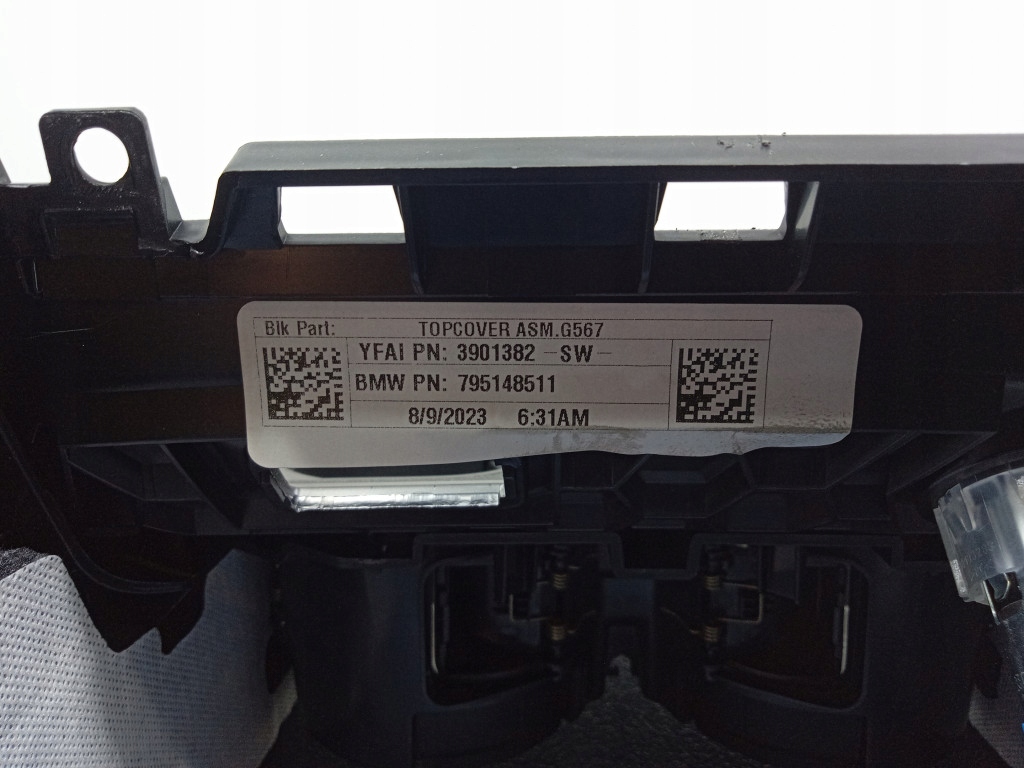 Blk Part: TOPCOVER ASM.G567
YFAI PN: 3901382 -SW-
BMW PN: 795148511
8/9/2023 6:31AM